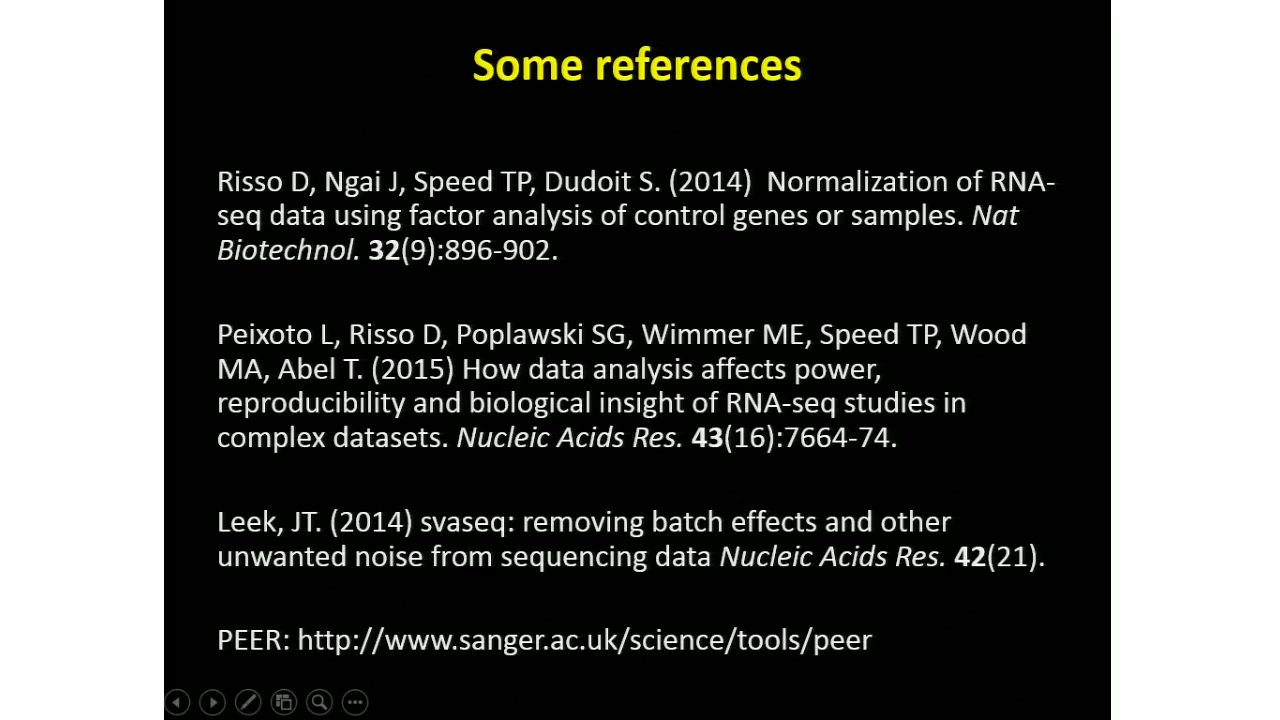 Some references
Risso D, Ngai J, Speed TP, Dudoit S. (2014)  Normalization of RNA-
seq data using factor analysis of control genes or samples. Nat
Biotechnol. 32(9):896-902.
Peixoto L, Risso D, Poplawski SG, Wimmer ME, Speed TP, Wood
MA, Abel T. (2015) How data analysis affects power,
reproducibility and biological insight of RNA-seq studies in
complex datasets. Nucleic Acids Res. 43(16):7664-74.
Leek, JT. (2014) svaseq: removing batch effects and other
unwanted noise from sequencing data Nucleic Acids Res. 42(21).
PEER: http://www.sanger.ac.uk/science/tools/peer